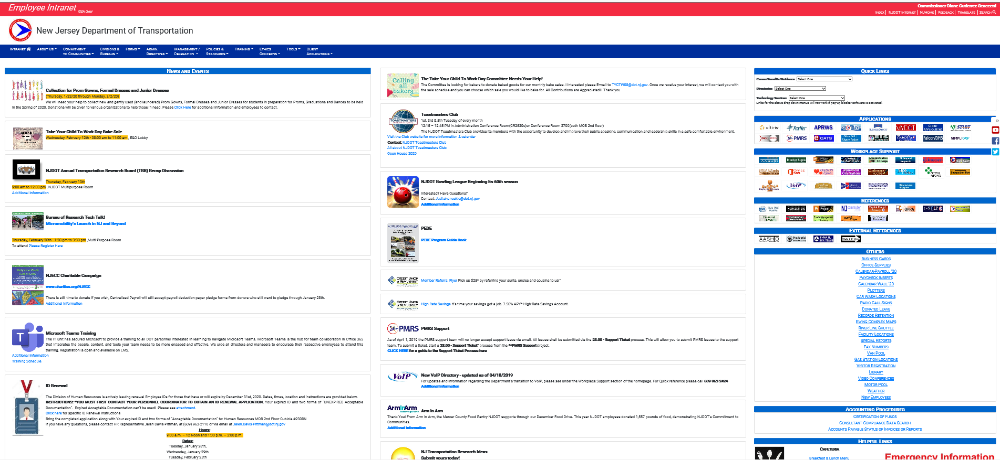 Employee Intranet (GSN Only)
Commissioner Diane Gutierrez-Scaccetti
Index | NJDOT Internet | NJHome | Feedback | Translate | Search
New Jersey Department of Transportation
Intranet
About Us
Commitment to Communities
Divisions & Bureaus
Forms
Admin. Directives
Management / Delegation
Policies & Standards
Training
Ethics Concerns
Tools
Client Applications
News and Events
Collection for Prom Gowns, Formal Dresses and Junior Dresses
(Thursday, 1/23/20 through Monday, 3/2/20)
We will need your help to collect new and gently used (and laundered) Prom Gowns, Formal Dresses and Junior Dresses for students in preparation for Proms, Graduations and Dances to be held
in the Spring of 2020. Donations will be given to various organizations to help those in need. Please Click Here for additional information and employees to contact.
Take Your Child To Work Day Bake Sale
Wednesday, February 12th - 08:00 am to 11:00 am , E&O Lobby
NJDOT Annual Transportation Research Board (TRB) Recap Discussion
Thursday, February 13th
9:00 am to 12:00 pm , NJDOT Multipurpose Room
Additional Information
Bureau of Research Tech Talk!
Micromobility's Launch in NJ and Beyond
Thursday, February 20th - 1:30 pm to 3:30 pm ,Multi-Purpose Room
To attend Please Register Here
NJECC Charitable Campaign
www.charities.org/NJECC
There is still time to donate if you wish, Centralized Payroll will still accept payroll deduction paper pledge forms from donors who still want to pledge through January 28th.
Additional Information
Microsoft Teams Training
The IT unit has secured Microsoft to provide a training to all DOT personnel interested in learning to navigate Microsoft Teams. Microsoft Teams is the hub for team collaboration in Office 365
that integrates the people, content, and tools your team needs to be more engaged and effective. We urge all directors and managers to encourage their respective employees to attend this
training. Registration is open and available on LMS.
Additional Information
Training Schedule
ID Renewal
The Division of Human Resources is actively issuing renewal Employee IDs for those that have or will expire by December 31st, 2020. Dates, times, location and instructions are provided below.
INSTRUCTIONS: *YOU MUST FIRST CONTACT YOUR PERSONNEL COORDINATOR TO OBTAIN AN ID RENEWAL APPLICATION. Your expired ID and two forms of "UNEXPIRED Acceptable
Documentation". Expired Acceptable Documentation can't be used! Please see attachment.
Click here for specific ID Renewal Instructions
Bring the completed application along with Your expired ID and two forms of "Acceptable Documentation" to: Human Resources MOB 2nd Floor Cubicle #2308N
If you have any questions, please contact HR Representative Jalen Davis-Pittman, at (609) 963-2110 or via email at Jalen.Davis-Pittman@dot.nj.gov
Hours:
9:00 a.m. – 12 Noon and 1:00 p.m. – 3:00 p.m.
Dates:
Tuesday, January 28th,
Wednesday, January 29th
Tuesday, February 25th
Calling all bakers
The Take Your Child To Work Day Committee Needs Your Help!
The Committee is looking for bakers to donate baked goods for our monthly bake sales. I interested please E-mail to TYCTW08@dot.nj.gov. Once we receive your interest, we will contact you with
the sale schedule and you can choose which sale you would like to bake for. All Contributions are Appreciated!!. Thank you
TOASTMASTERS INTERNATIONAL
Toastmasters Club
1st, 3rd & 5th Tuesday of every month
12:15 – 12:45 PM in Administration Conference Room(CR2520c)or Conference Room 2700(both MOB 2nd floor)
The NJDOT Toastmasters Club provides its members with the opportunity to develop and improve their public speaking, communication and leadership skills in a safe comfortable environment.
Visit the Club website for more information & calendar
Contact: NJDOT Toastmasters Club
All about NJDOT Toastmasters Club
Open House 2020
NJDOT Bowling League Beginning its 60th season
Interested? Have Questions?
Contact: Judi.shanoskie@dot.nj.gov
Additional Information
PEDE
PEDE Program Guide Book
CREDIT UNION OF NEW JERSEY
Member Referral Flyer Pick up $25* by referring your aunts, uncles and cousins to us!"
CREDIT UNION OF NEW JERSEY
High Rate Savings It's time your savings got a job. 7.50% APY* High-Rate Savings Account.
PMRS
PMRS Support
As of April 1, 2019 the PMRS support team will no longer accept support issue via email. All issues shall be submitted via the 28.00 - Support Ticket process. This will allow you to submit PMRS issues to the support
team. To submit a ticket, start a 28.00 - Support Ticket" process from the **PMRS Support project.
CLICK HERE for a guide to the Support Ticket Process here
VoIP
New VoIP Directory - updated as of 04/10/2019
For updates and information regarding the Department's transition to VoIP, please see under the Workplace Support section of the homepage. For Quick reference please call 609-963-2424
Additional Information
ArmInArm
Arm in Arm
Thank You! From Arm in Arm, the Mercer County Food Pantry NJDOT supports through our December Food Drive. This year NJDOT donated 1,557 pounds of food, demonstrating NJDOT's Commitment to
Communities.
Additional Information
NJ Transportation Research Ideas
Submit yours today!
Quick Links
Career/Benefits/Guidance Select One
Directories Select One
Technology Services Select One
Links for the above drop down menus will not work if pop-up blocker software is activated.
Applications
altiris FileNet APRWS GEOTRANS MYDOT CLIENT APPLICATIONS NJSTART
PMRS eCATS SharePoint Falcon/DMS SIMPLIGOV
Workplace Support
Interior Signs Administrative College IT Support Requests
Office 365 Charitable Efforts Retirement Celebrations Conference Rooms Crystal Reports Suggestion Box
VoIP
References
REAL TIME TRAFFIC NEWSLETTERS Project NJ commuter Capital Project Delivery OPRA e-STIP
Financial FAQs Funds Management News Clips Interview Process
External References
AASHTO Prudential FHWA NJ DIV. TEAMS
Others
Business Cards
Office Supplies
Calendar-Payroll '20
Paycheck Inserts
Calendar-Wall '20
Plotters
Car Wash Locations
Radio Call Signs
Donated Leave
Records Retention
Ewing Complex Maps
River Line Shuttle
Facility Locations
Special Reports
Fax Numbers
Van Pool
Gas Station Locations
Visitor Registration
Library
Video Conferences
Motor Pool
Weather
New Employees
Accounting Procedures
Certification of Funds
Consultant Compliance Data Search
Accounts Payable Status of Invoices or Reports
Helpful Links
Cafeteria
Breakfast & Lunch Menu
Emergency Information